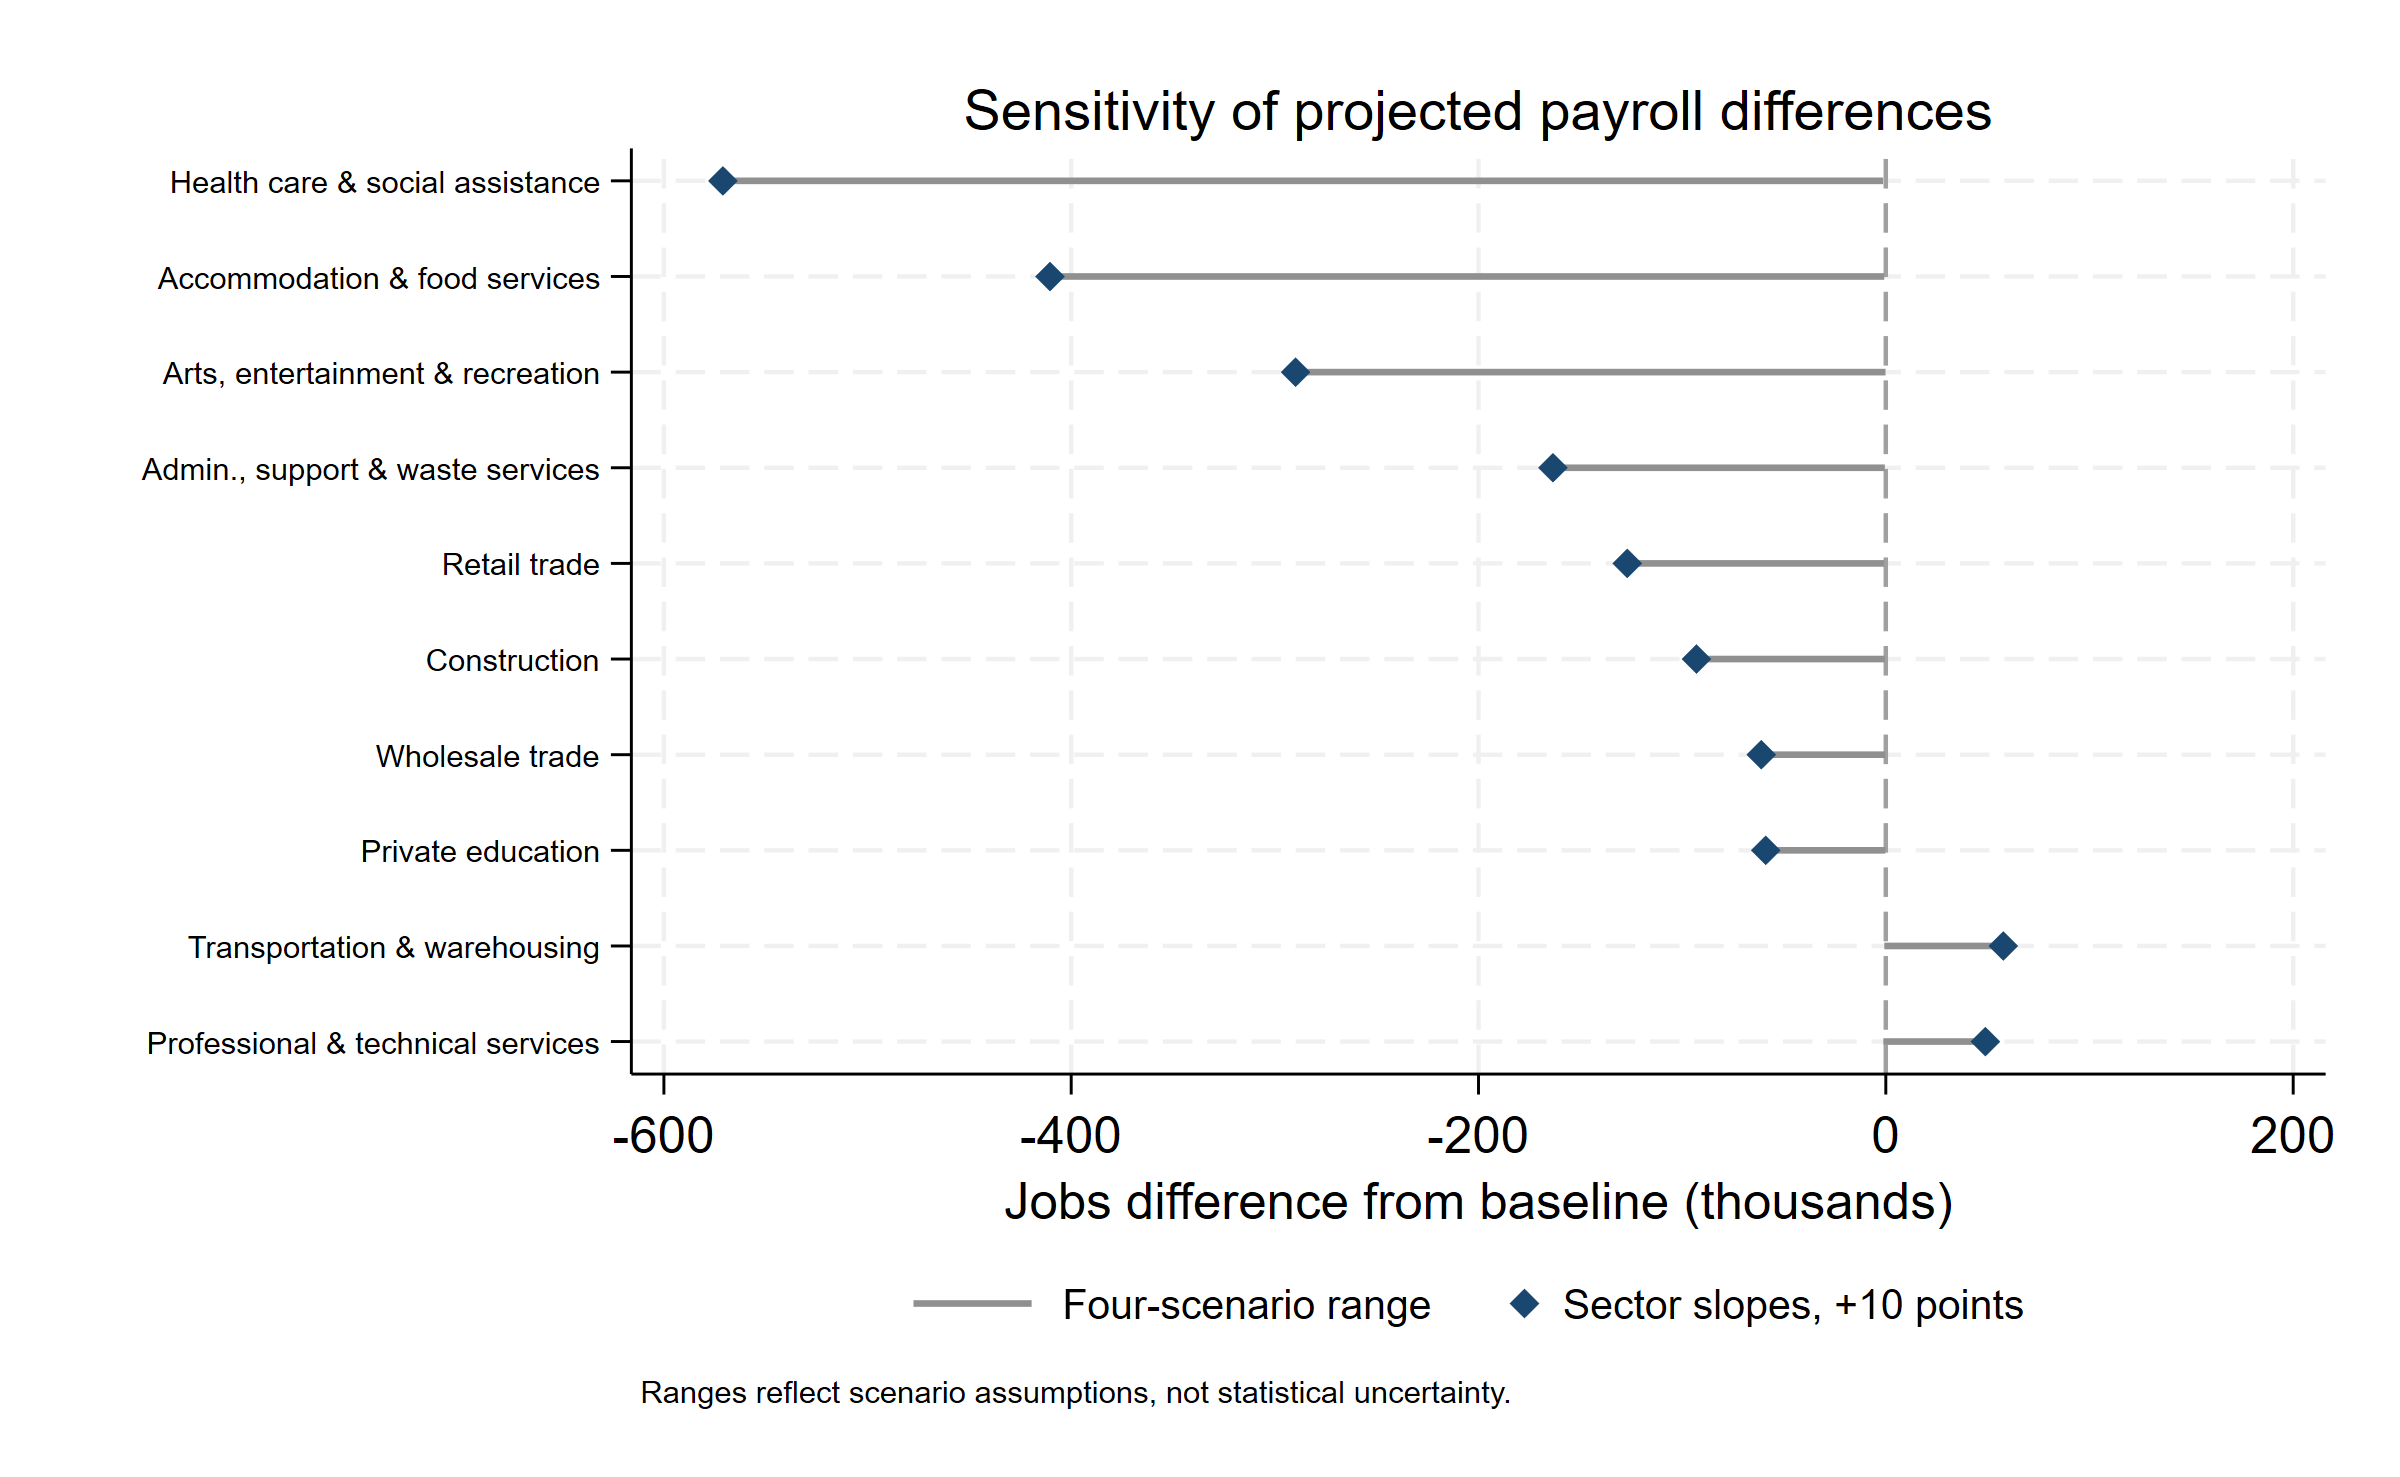 Sensitivity of projected payroll differences
Health care & social assistance
Accommodation & food services
Arts, entertainment & recreation
Admin., support & waste services
Retail trade
Construction
Wholesale trade
Private education
Transportation & warehousing
Professional & technical services
-600 -400 -200 0 200
Jobs difference from baseline (thousands)
Four-scenario range Sector slopes, +10 points
Ranges reflect scenario assumptions, not statistical uncertainty.